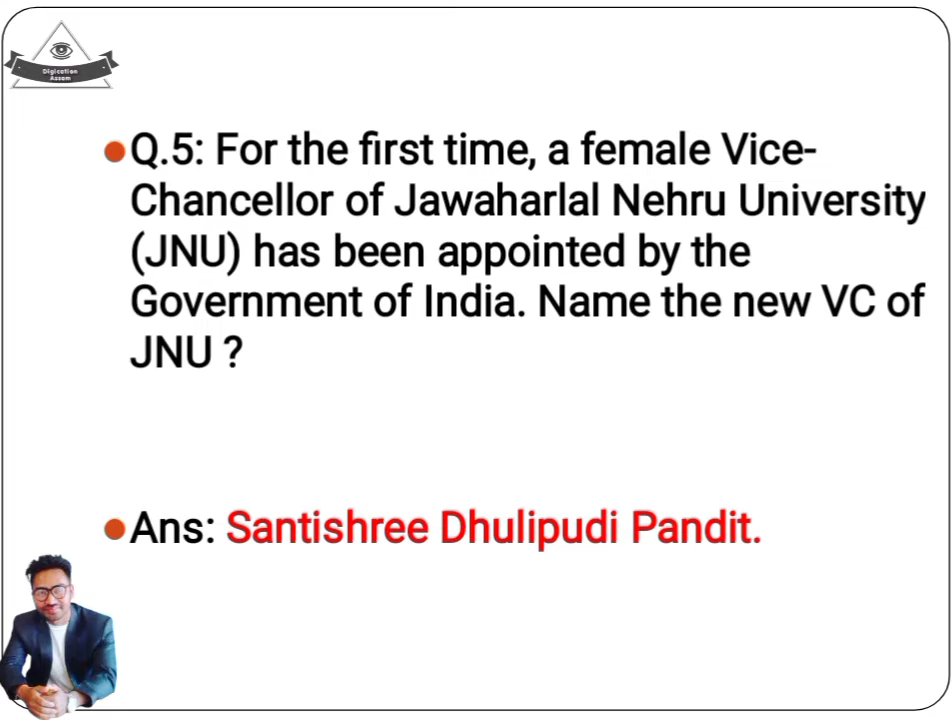 Digication
Assam
Q.5: For the first time, a female Vice-
Chancellor of Jawaharlal Nehru University
(JNU) has been appointed by the
Government of India. Name the new VC of
JNU ?
Ans: Santishree Dhulipudi Pandit.